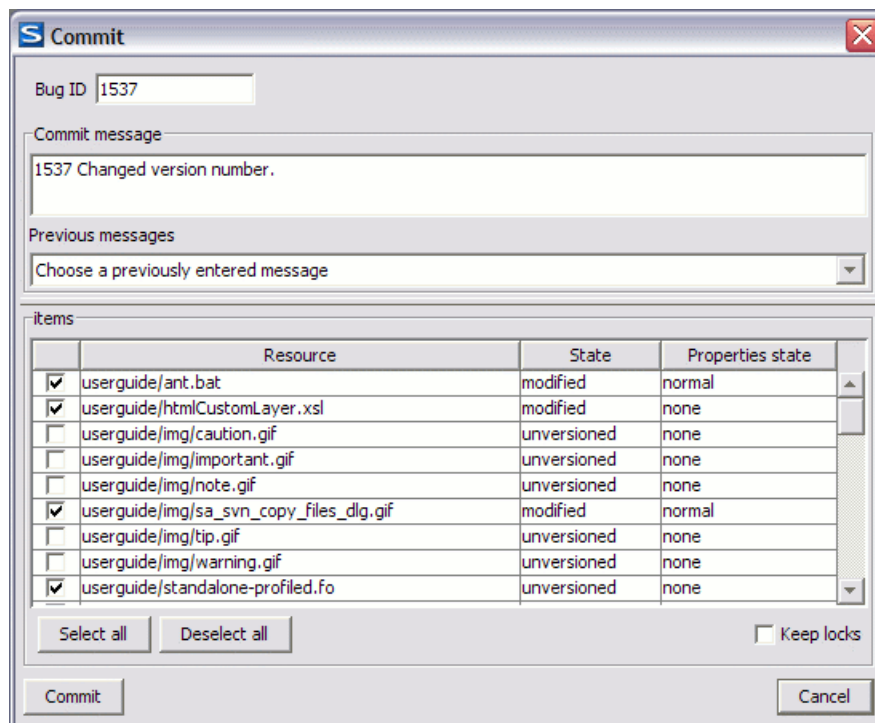 S Commit
Bug ID 1537
Commit message
1537 Changed version number.
Previous messages
Choose a previously entered message
items
Resource State Properties state
userguide/ant.bat modified normal
userguide/htmlCustomLayer.xsl modified none
userguide/img/caution.gif unversioned none
userguide/img/important.gif unversioned none
userguide/img/note.gif unversioned none
userguide/img/sa_svn_copy_files_dlg.gif modified normal
userguide/img/tip.gif unversioned none
userguide/img/warning.gif unversioned none
userguide/standalone-profiled.fo unversioned none
Select all Deselect all Keep locks
Commit Cancel